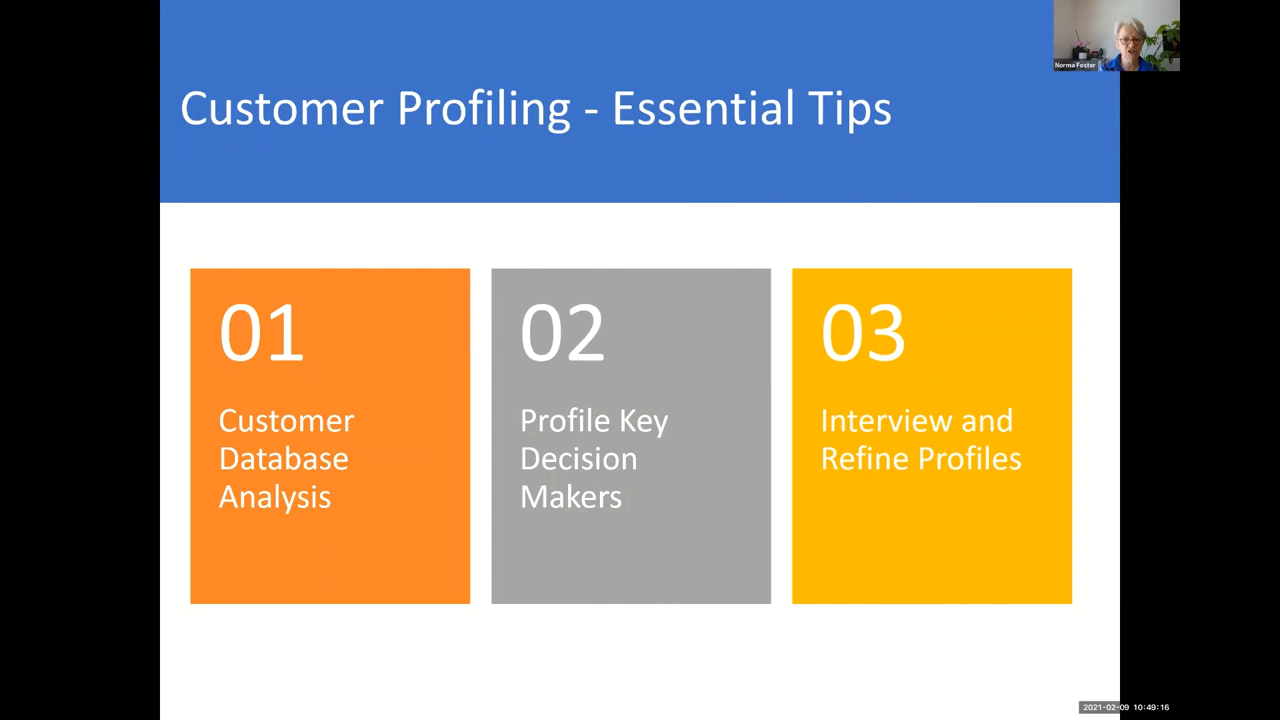 Norma Foster
Customer Profiling - Essential Tips
01
Customer
Database
Analysis
02
Profile Key
Decision
Makers
03
Interview and
Refine Profiles
2021-02-09 10:49:16